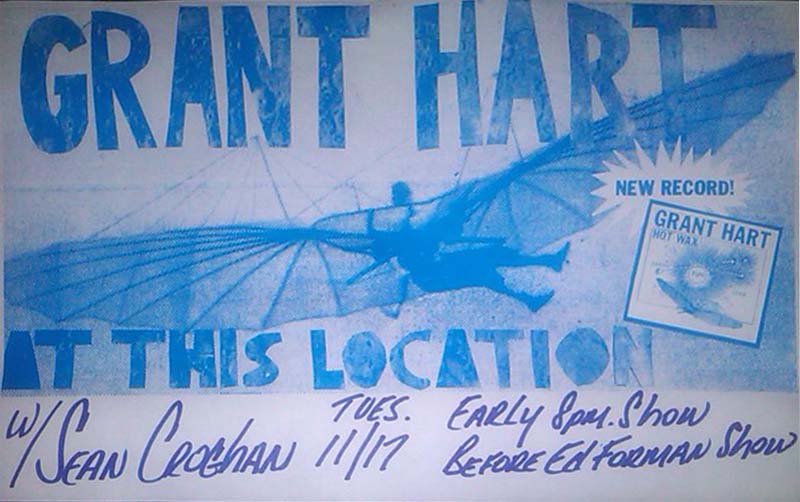 GRANT HART
NEW RECORD!
GRANT HART
HOT WAX
AT THIS LOCATION
W/ SEAN CROGHAN
TUES.
11/17
EARLY 8PM. SHOW
BEFORE Ed FORMAN SHOW